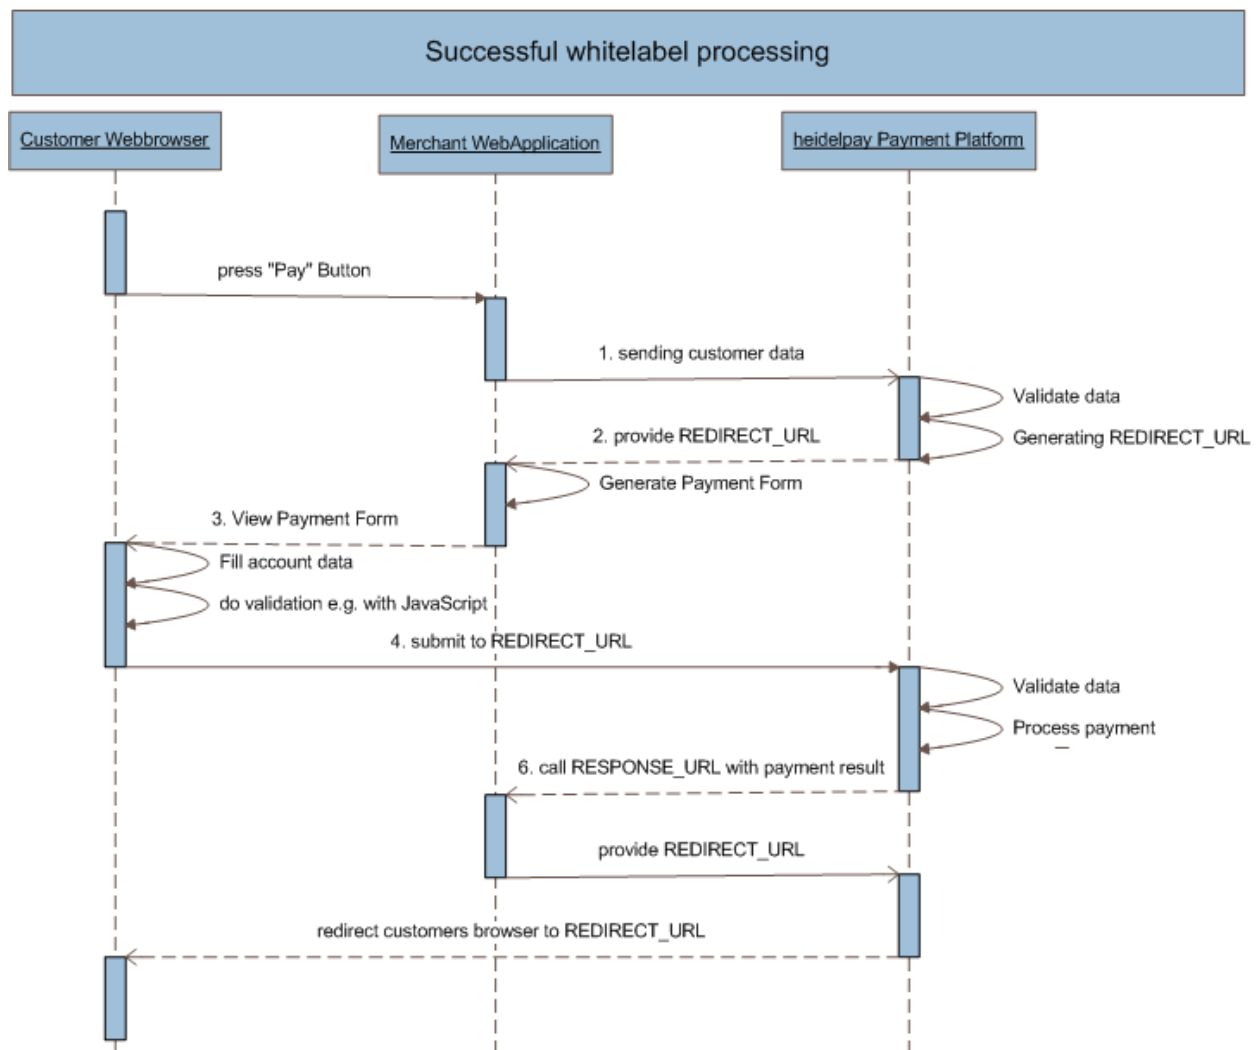 Successful whitelabel processing
Customer Webbrowser
Merchant WebApplication
heidelpay Payment Platform
press "Pay" Button
1. sending customer data
Validate data
2. provide REDIRECT_URL
Generating REDIRECT_URL
Generate Payment Form
3. View Payment Form
Fill account data
do validation e.g. with JavaScript
4. submit to REDIRECT_URL
Validate data
Process payment
6. call RESPONSE_URL with payment result
provide REDIRECT_URL
redirect customers browser to REDIRECT_URL